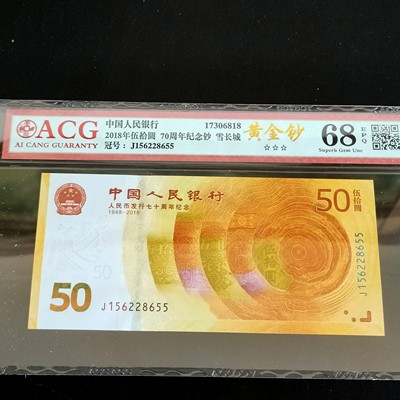 ACG
AI CANG GUARANTY
中国人民银行 17306818
2018年伍拾圆 70周年纪念钞 雪长城
冠号: J156228655
黄金钞
☆☆☆
68 EPQ
Superb Gem Unc
中国人民银行
人民币发行七十周年纪念
1948-2018
50 伍拾圆
J156228655
50
50 J156228655